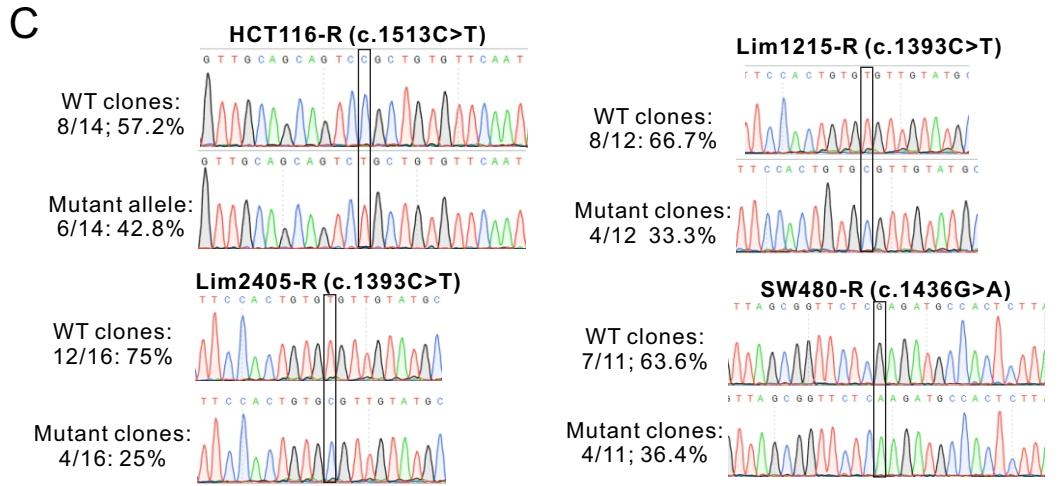 C
HCT116-R (c.1513C>T)
G T T G C A G C A G T C C G C T G T G T T C A A T
WT clones:
8/14; 57.2%
G T T G C A G C A G T C T G C T G T G T T C A A T
Mutant allele:
6/14: 42.8%
Lim1215-R (c.1393C>T)
T T C C A C T G T G T G T T G T A T G C
WT clones:
8/12: 66.7%
T T C C A C T G T G C G T T G T A T G C
Mutant clones:
4/12 33.3%
Lim2405-R (c.1393C>T)
T T C C A C T G T G T G T T G T A T G C
WT clones:
12/16: 75%
T T C C A C T G T G C G T T G T A T G C
Mutant clones:
4/16: 25%
SW480-R (c.1436G>A)
T T A G C G G T T C T C G A G A T G C C A C T C T T A
WT clones:
7/11; 63.6%
G T T A G C G G T T C T C A A G A T G C C A C T C T T A
Mutant clones:
4/11; 36.4%